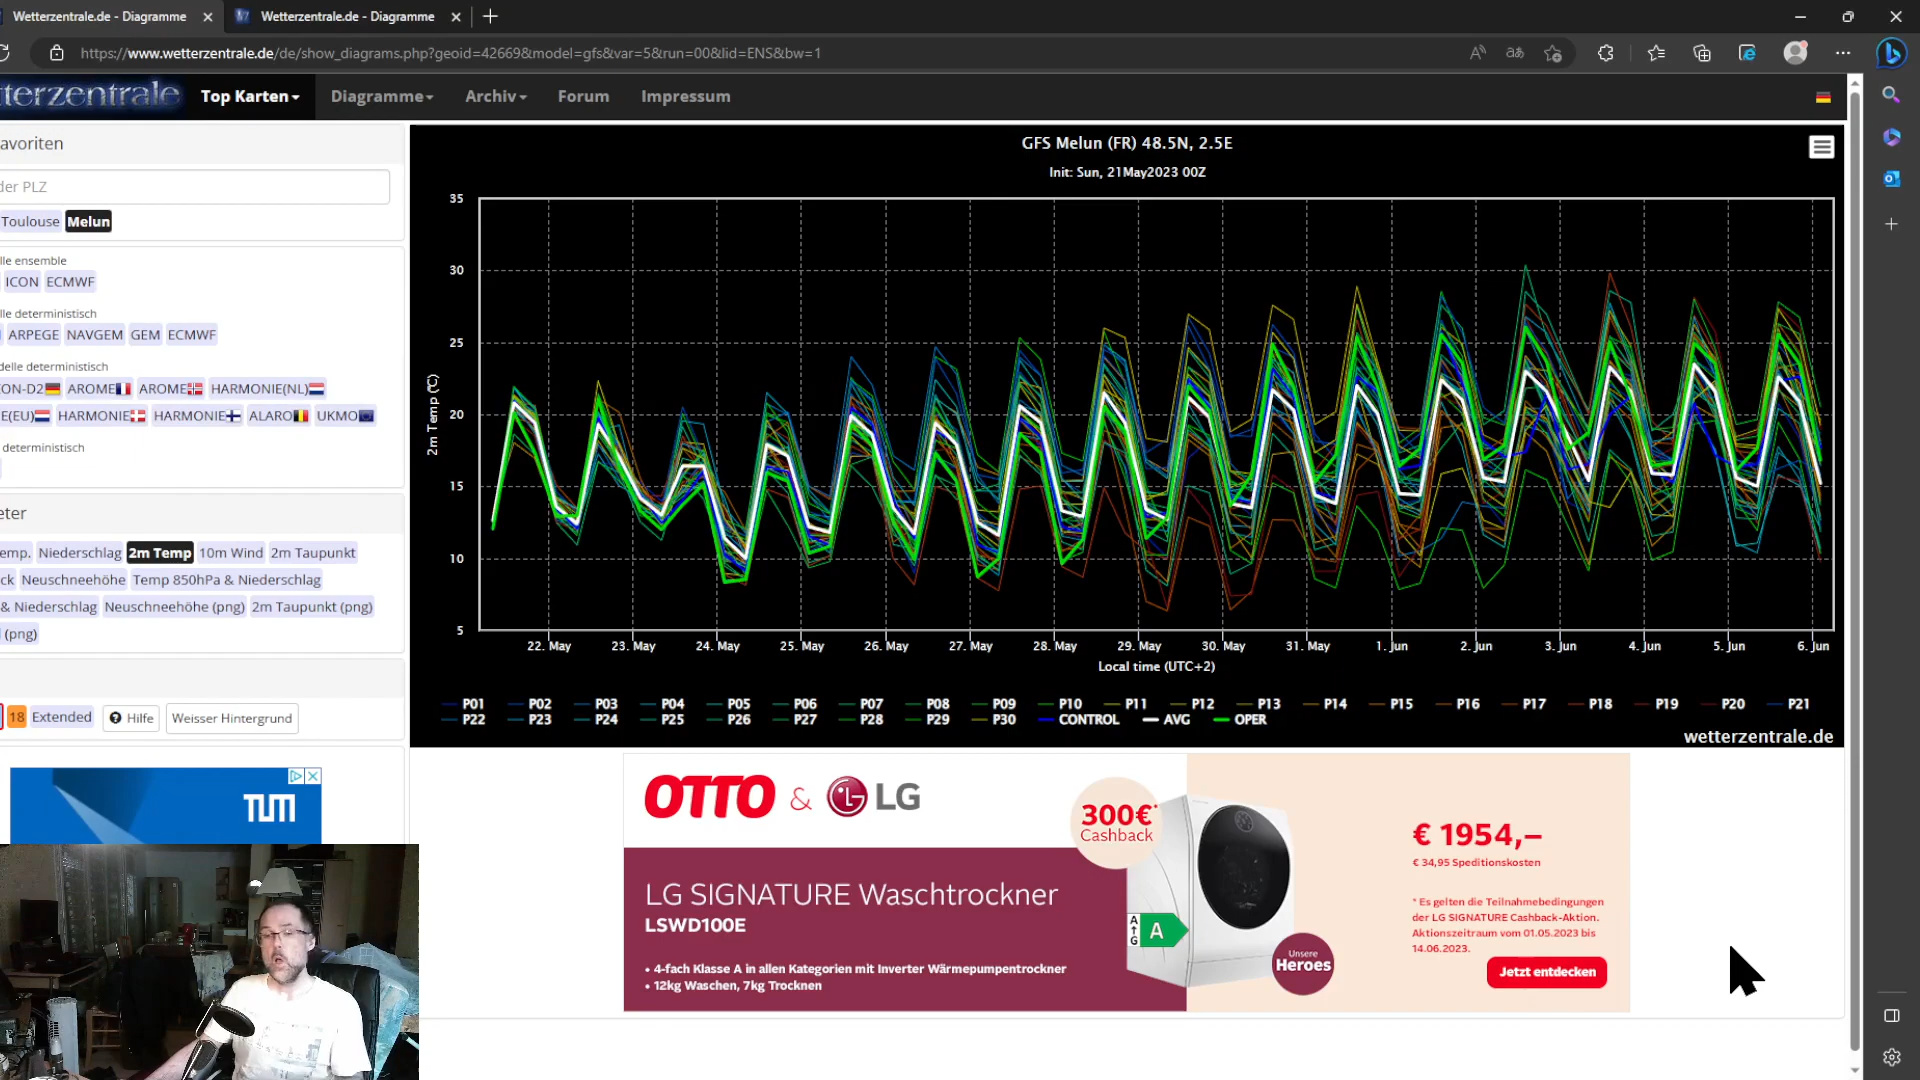 Wetterzentrale.de - Diagramme
Wetterzentrale.de - Diagramme
https://www.wetterzentrale.de/de/show_diagrams.php?geoid=42669&model=gfs&var=5&run=00&lid=ENS&bw=1
terzentrale
Top Karten
Diagramme
Archiv
Forum
Impressum
avoriten
der PLZ
Toulouse Melun
lle ensemble
ICON ECMWF
lle deterministisch
ARPEGE NAVGEM GEM ECMWF
delle deterministisch
ON-D2 AROME AROME HARMONIE(NL)
E(EU) HARMONIE HARMONIE ALARO UKMO
deterministisch
eter
emp. Niederschlag 2m Temp 10m Wind 2m Taupunkt
ck Neuschneehöhe Temp 850hPa & Niederschlag
& Niederschlag Neuschneehöhe (png) 2m Taupunkt (png)
(png)
18 Extended Hilfe Weisser Hintergrund
TUM
GFS Melun (FR) 48.5N, 2.5E
Init: Sun, 21May2023 00Z
35
30
25
20
15
10
5
2m Temp (°C)
22. May 23. May 24. May 25. May 26. May 27. May 28. May 29. May 30. May 31. May 1. Jun 2. Jun 3. Jun 4. Jun 5. Jun 6. Jun
Local time (UTC+2)
P01 P02 P03 P04 P05 P06 P07 P08 P09 P10 P11 P12 P13 P14 P15 P16 P17 P18 P19 P20 P21
P22 P23 P24 P25 P26 P27 P28 P29 P30 CONTROL AVG OPER
wetterzentrale.de
OTTO & LG LG
300€*
Cashback
LG SIGNATURE Waschtrockner
LSWD100E
• 4-fach Klasse A in allen Kategorien mit Inverter Wärmepumpentrockner
• 12kg Waschen, 7kg Trocknen
A
G
A
Unsere
Heroes
€ 1954,–
€ 34,95 Speditionskosten
* Es gelten die Teilnahmebedingungen
der LG SIGNATURE Cashback-Aktion.
Aktionszeitraum vom 01.05.2023 bis
14.06.2023.
Jetzt entdecken